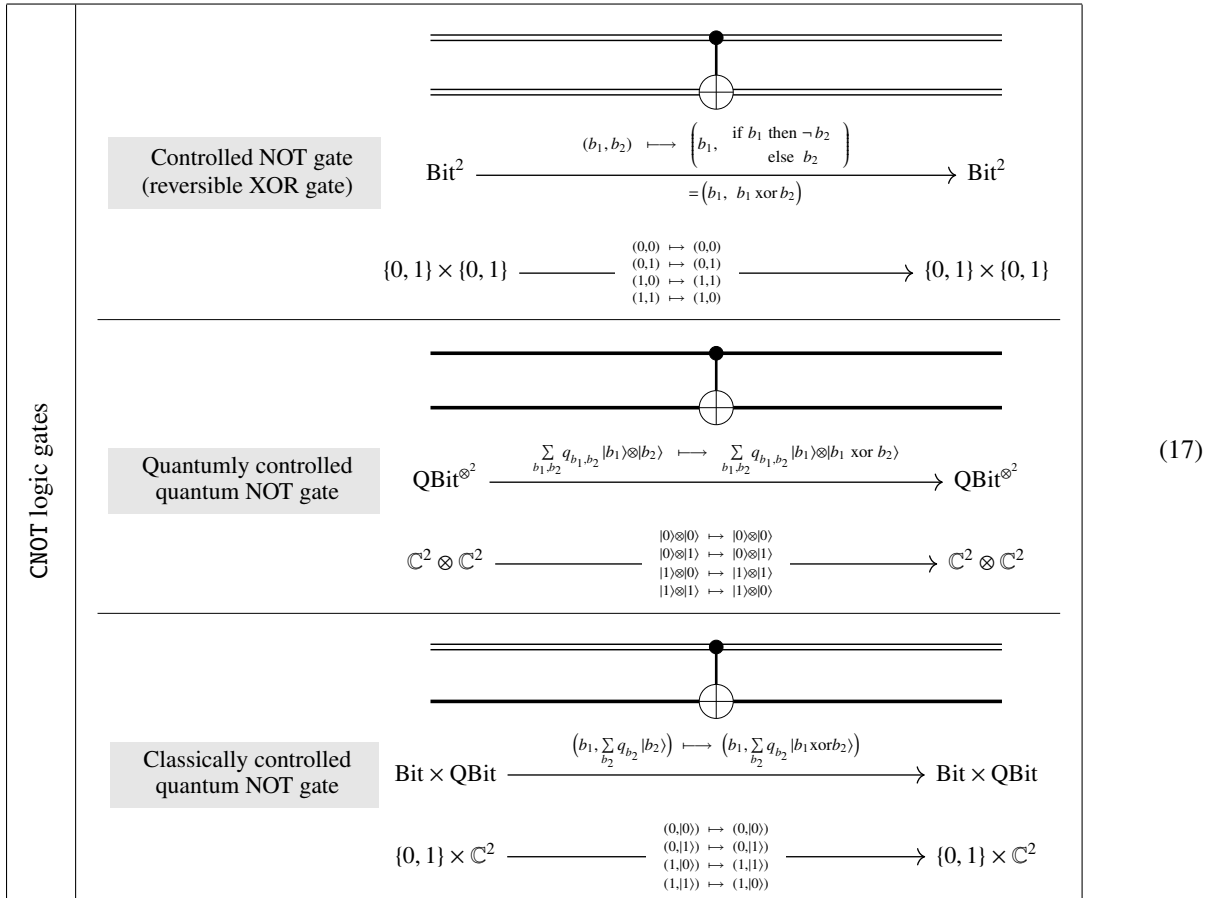 CNOT logic gates
(17)
Controlled NOT gate
(reversible XOR gate)
Bit² (b₁, b₂) ⟼ (b₁, if b₁ then ¬ b₂ else b₂) Bit²
= (b₁, b₁ xor b₂)
{0, 1} × {0, 1} {0, 1} × {0, 1}
(0,0) ↦ (0,0)
(0,1) ↦ (0,1)
(1,0) ↦ (1,1)
(1,1) ↦ (1,0)
Quantumly controlled
quantum NOT gate
QBit^{⊗²} ∑_{b₁,b₂} q_{b₁,b₂} |b₁⟩⊗|b₂⟩ ⟼ ∑_{b₁,b₂} q_{b₁,b₂} |b₁⟩⊗|b₁ xor b₂⟩ QBit^{⊗²}
ℂ² ⊗ ℂ² ℂ² ⊗ ℂ²
|0⟩⊗|0⟩ ↦ |0⟩⊗|0⟩
|0⟩⊗|1⟩ ↦ |0⟩⊗|1⟩
|1⟩⊗|0⟩ ↦ |1⟩⊗|1⟩
|1⟩⊗|1⟩ ↦ |1⟩⊗|0⟩
Classically controlled
quantum NOT gate
Bit × QBit (b₁, ∑_{b₂} q_{b₂} |b₂⟩) ⟼ (b₁, ∑_{b₂} q_{b₂} |b₁xorb₂⟩) Bit × QBit
{0, 1} × ℂ² {0, 1} × ℂ²
(0,|0⟩) ↦ (0,|0⟩)
(0,|1⟩) ↦ (0,|1⟩)
(1,|0⟩) ↦ (1,|1⟩)
(1,|1⟩) ↦ (1,|0⟩)